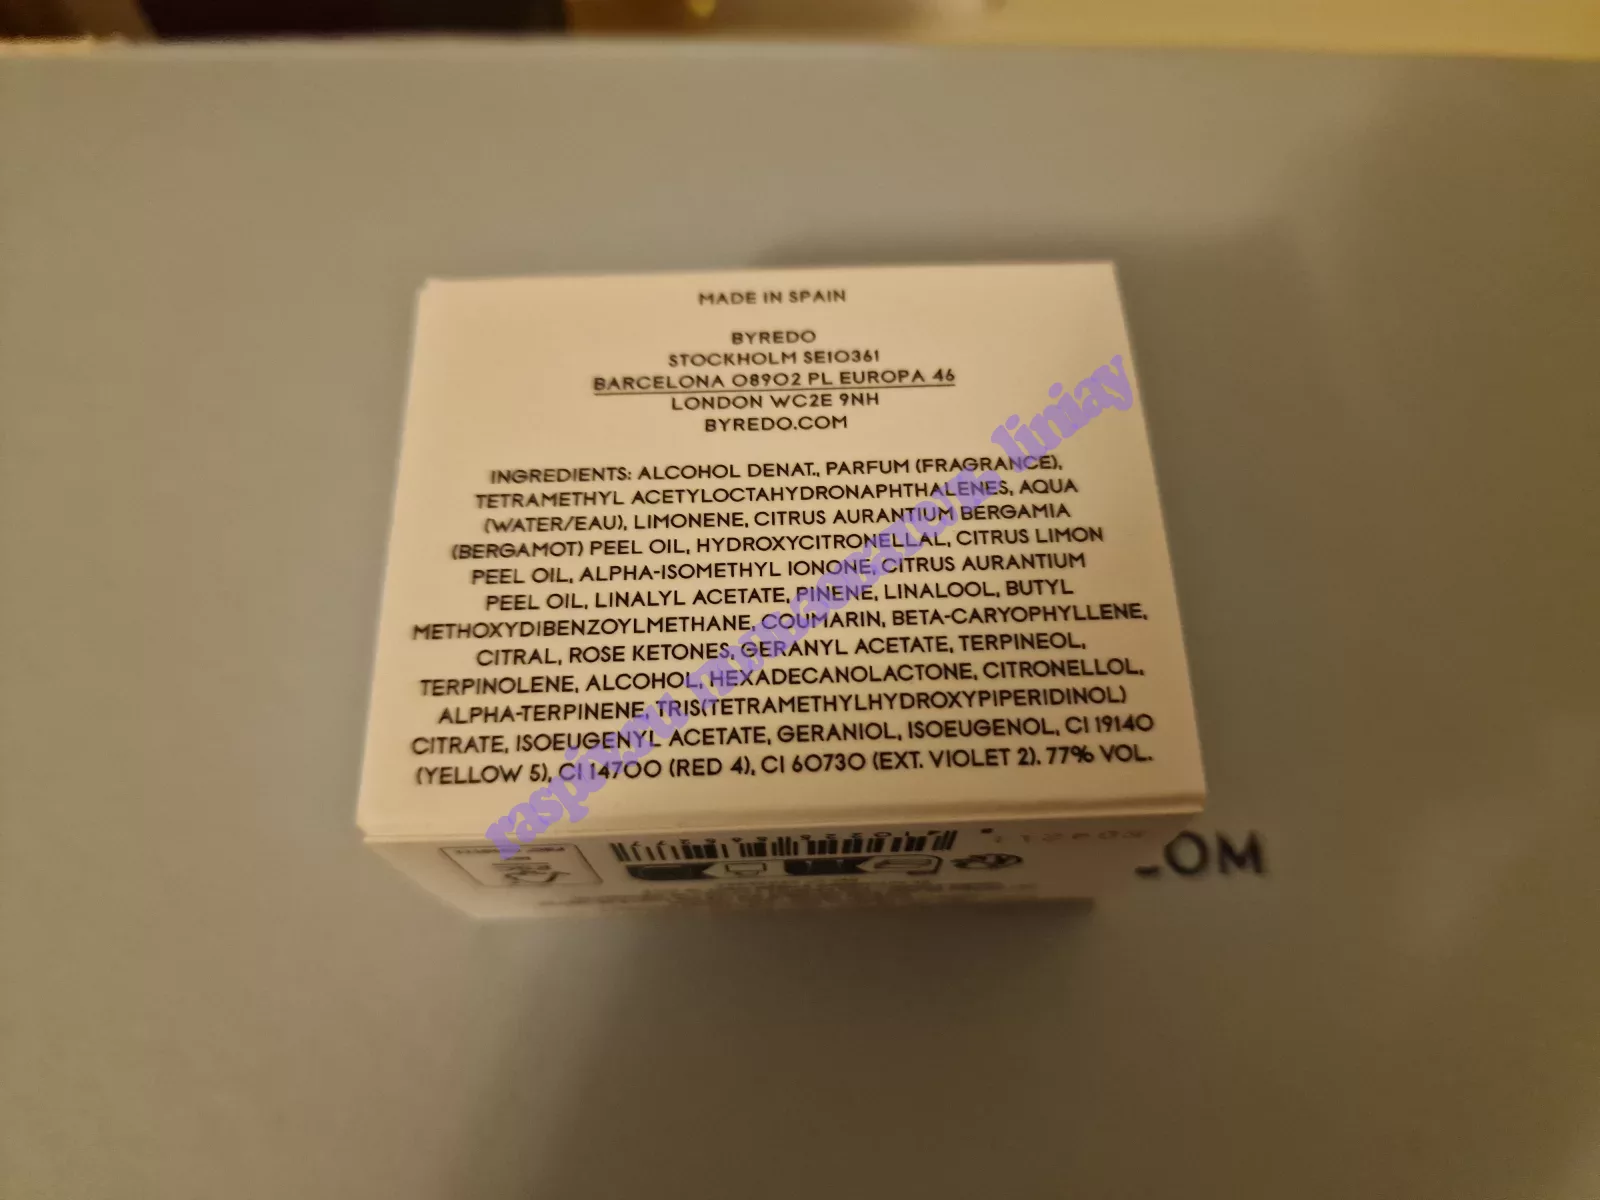 MADE IN SPAIN
BYREDO
STOCKHOLM SE10361
BARCELONA 08902 PL EUROPA 46
LONDON WC2E 9NH
BYREDO.COM
INGREDIENTS: ALCOHOL DENAT., PARFUM (FRAGRANCE),
TETRAMETHYL ACETYLOCTAHYDRONAPHTHALENES, AQUA
(WATER/EAU), LIMONENE, CITRUS AURANTIUM BERGAMIA
(BERGAMOT) PEEL OIL, HYDROXYCITRONELLAL, CITRUS LIMON
PEEL OIL, ALPHA-ISOMETHYL IONONE, CITRUS AURANTIUM
PEEL OIL, LINALYL ACETATE, PINENE, LINALOOL, BUTYL
METHOXYDIBENZOYLMETHANE, COUMARIN, BETA-CARYOPHYLLENE,
CITRAL, ROSE KETONES, GERANYL ACETATE, TERPINEOL,
TERPINOLENE, ALCOHOL, HEXADECANOLACTONE, CITRONELLOL,
ALPHA-TERPINENE, TRIS(TETRAMETHYLHYDROXYPIPERIDINOL)
CITRATE, ISOEUGENYL ACETATE, GERANIOL, ISOEUGENOL, CI 19140
(YELLOW 5), CI 14700 (RED 4), CI 60730 (EXT. VIOLET 2). 77% VOL.
.OM
raspiv.ru
liniay